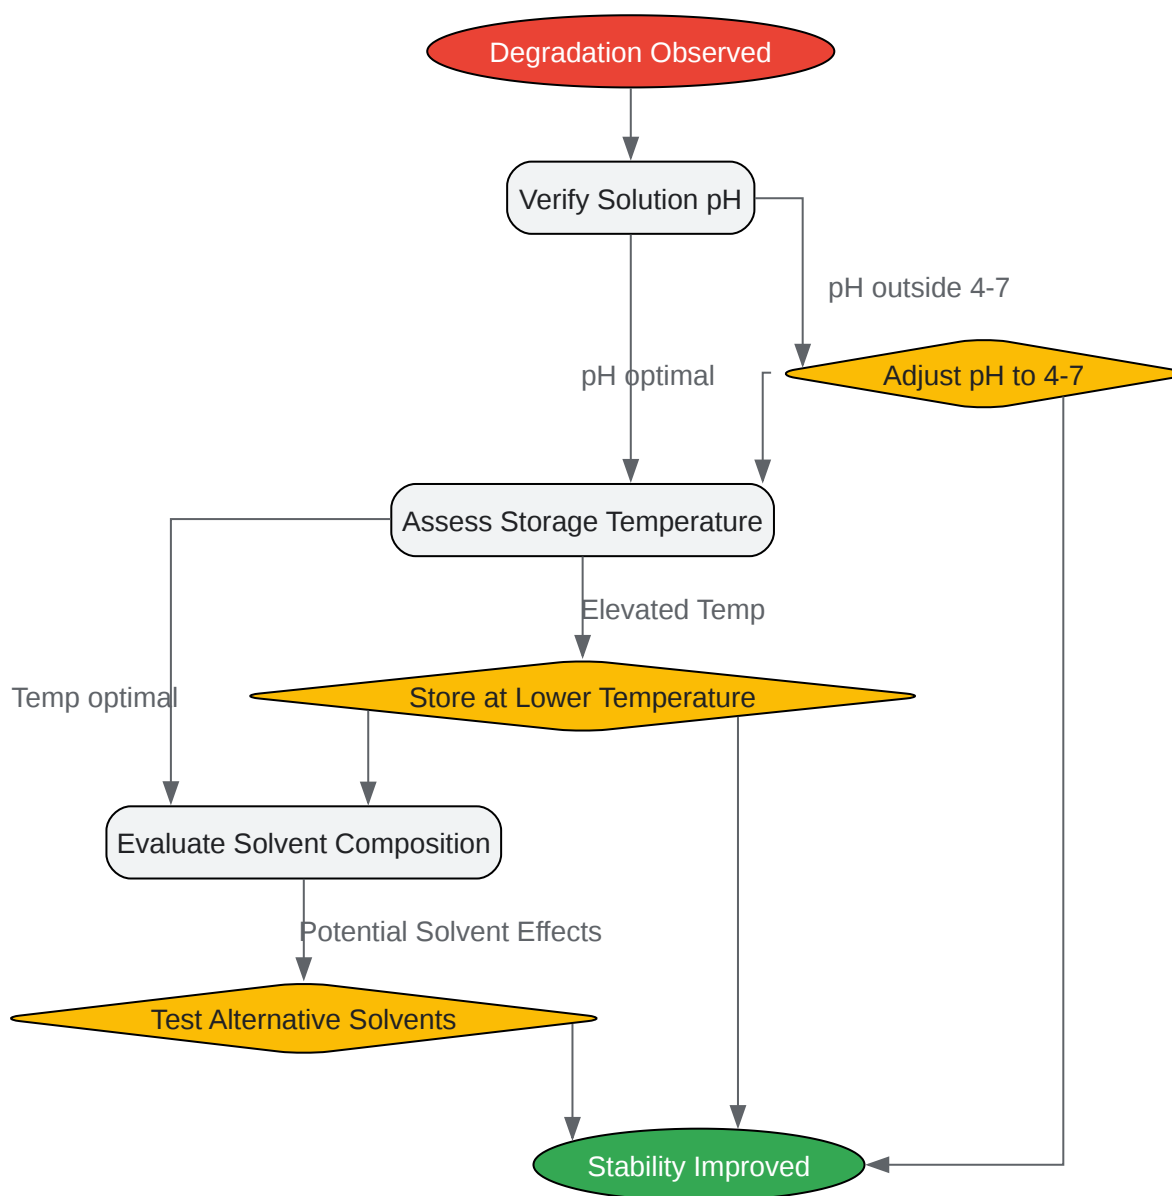 Degradation Observed
Verify Solution pH
pH outside 4-7
pH optimal
Adjust pH to 4-7
Assess Storage Temperature
Elevated Temp
Temp optimal
Store at Lower Temperature
Evaluate Solvent Composition
Potential Solvent Effects
Test Alternative Solvents
Stability Improved